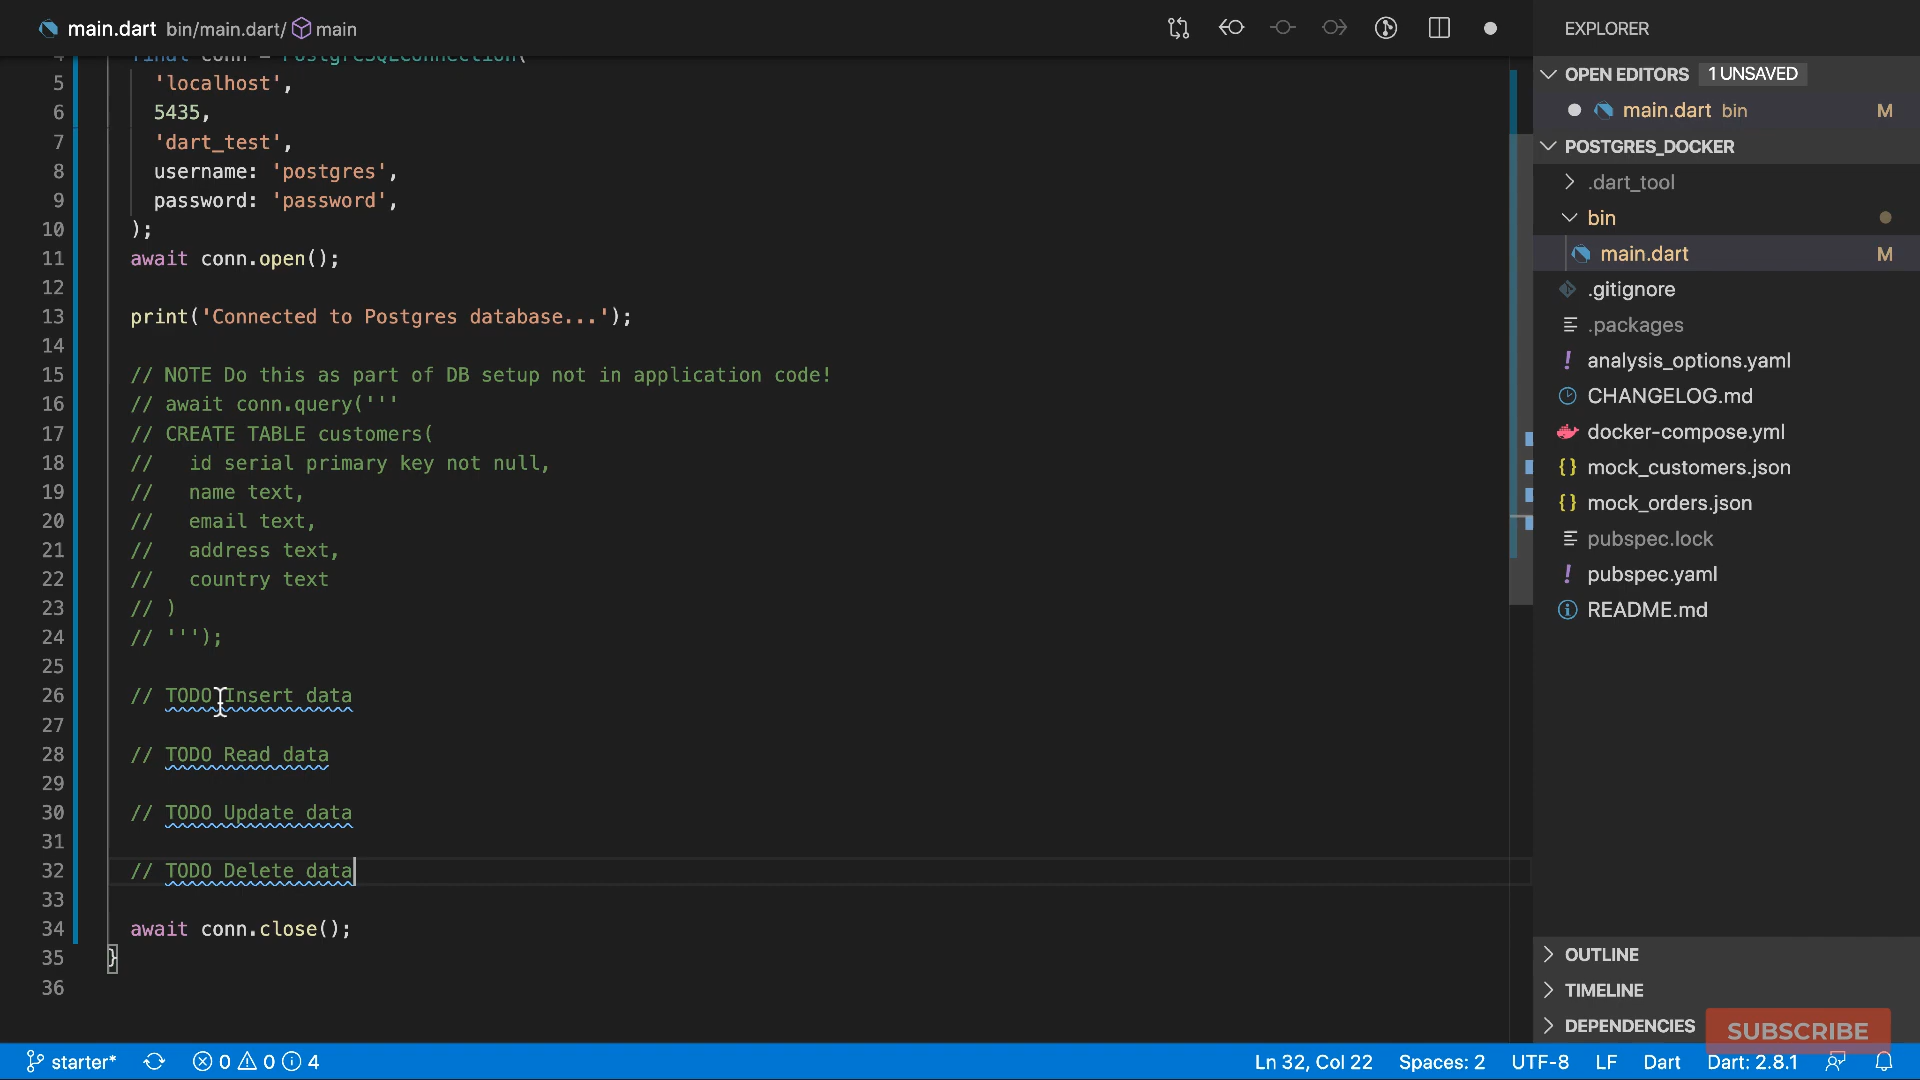 main.dart bin/main.dart/ main
4 final conn = PostgreSQLConnection(
5 'localhost',
6 5435,
7 'dart_test',
8 username: 'postgres',
9 password: 'password',
10 );
11 await conn.open();
12
13 print('Connected to Postgres database...');
14
15 // NOTE Do this as part of DB setup not in application code!
16 // await conn.query('''
17 // CREATE TABLE customers(
18 //   id serial primary key not null,
19 //   name text,
20 //   email text,
21 //   address text,
22 //   country text
23 // )
24 // ''');
25
26 // TODO Insert data
27
28 // TODO Read data
29
30 // TODO Update data
31
32 // TODO Delete data
33
34 await conn.close();
35 }
36
EXPLORER
OPEN EDITORS 1 UNSAVED
main.dart bin M
POSTGRES_DOCKER
.dart_tool
bin
main.dart M
.gitignore
.packages
! analysis_options.yaml
CHANGELOG.md
docker-compose.yml
{} mock_customers.json
{} mock_orders.json
pubspec.lock
! pubspec.yaml
README.md
OUTLINE
TIMELINE
DEPENDENCIES
SUBSCRIBE
starter* 0 0 4
Ln 32, Col 22 Spaces: 2 UTF-8 LF Dart Dart: 2.8.1